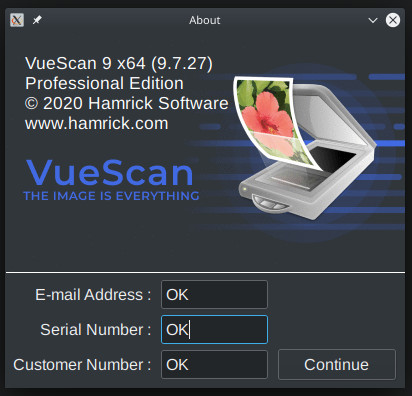 About
VueScan 9 x64 (9.7.27)
Professional Edition
© 2020 Hamrick Software
www.hamrick.com
VueScan
THE IMAGE IS EVERYTHING
E-mail Address : OK
Serial Number : OK
Customer Number : OK
Continue